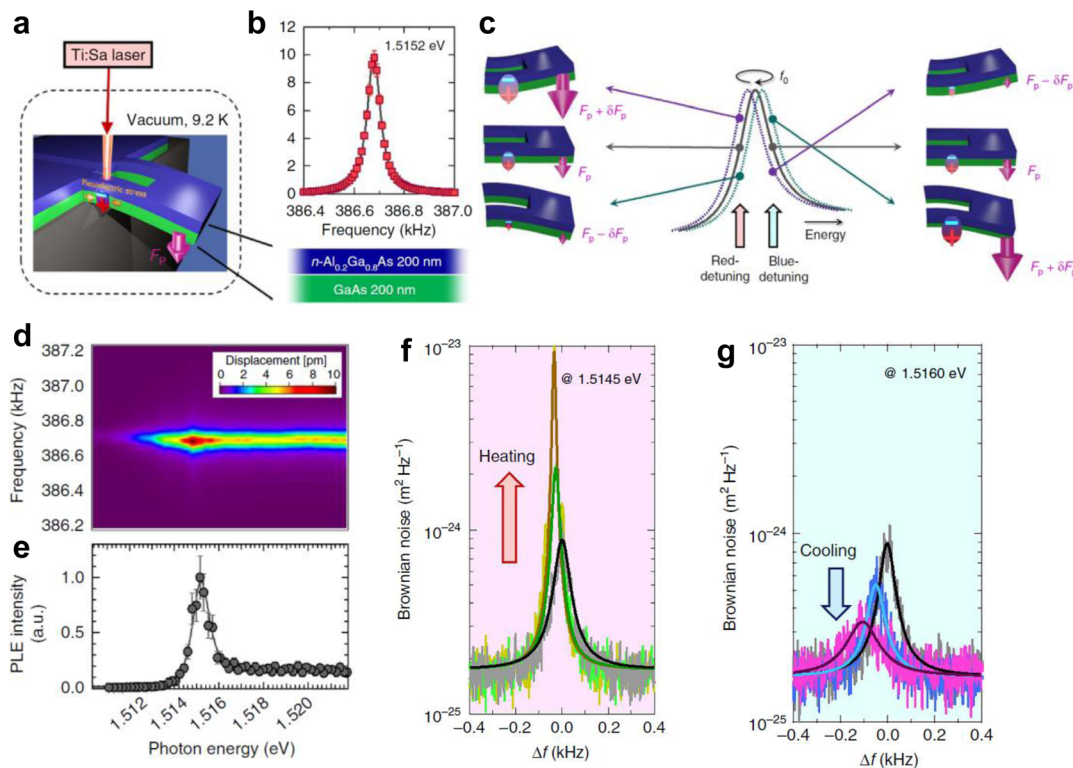 a
Ti:Sa laser
Vacuum, 9.2 K
Piezoelectric stress
Fp
b
12
10
8
6
4
2
0
1.5152 eV
386.4 386.6 386.8 387.0
Frequency (kHz)
n-Al0.2Ga0.8As 200 nm
GaAs 200 nm
c
Fp + δFp
Fp
Fp − δFp
f0
Energy
Red-
detuning
Blue-
detuning
Fp − δFp
Fp
Fp + δFp
d
387.2
387.0
386.8
386.6
386.4
386.2
Frequency (kHz)
Displacement [pm]
0 2 4 6 8 10
e
PLE intensity
(a.u.)
1.0
0.5
0.0
1.512 1.514 1.516 1.518 1.520
Photon energy (eV)
f
10−23
10−24
10−25
Brownian noise (m2 Hz−1)
@ 1.5145 eV
Heating
−0.4 −0.2 0.0 0.2 0.4
Δf (kHz)
g
10−23
10−24
10−25
Brownian noise (m2 Hz−1)
@ 1.5160 eV
Cooling
−0.4 −0.2 0.0 0.2 0.4
Δf (kHz)